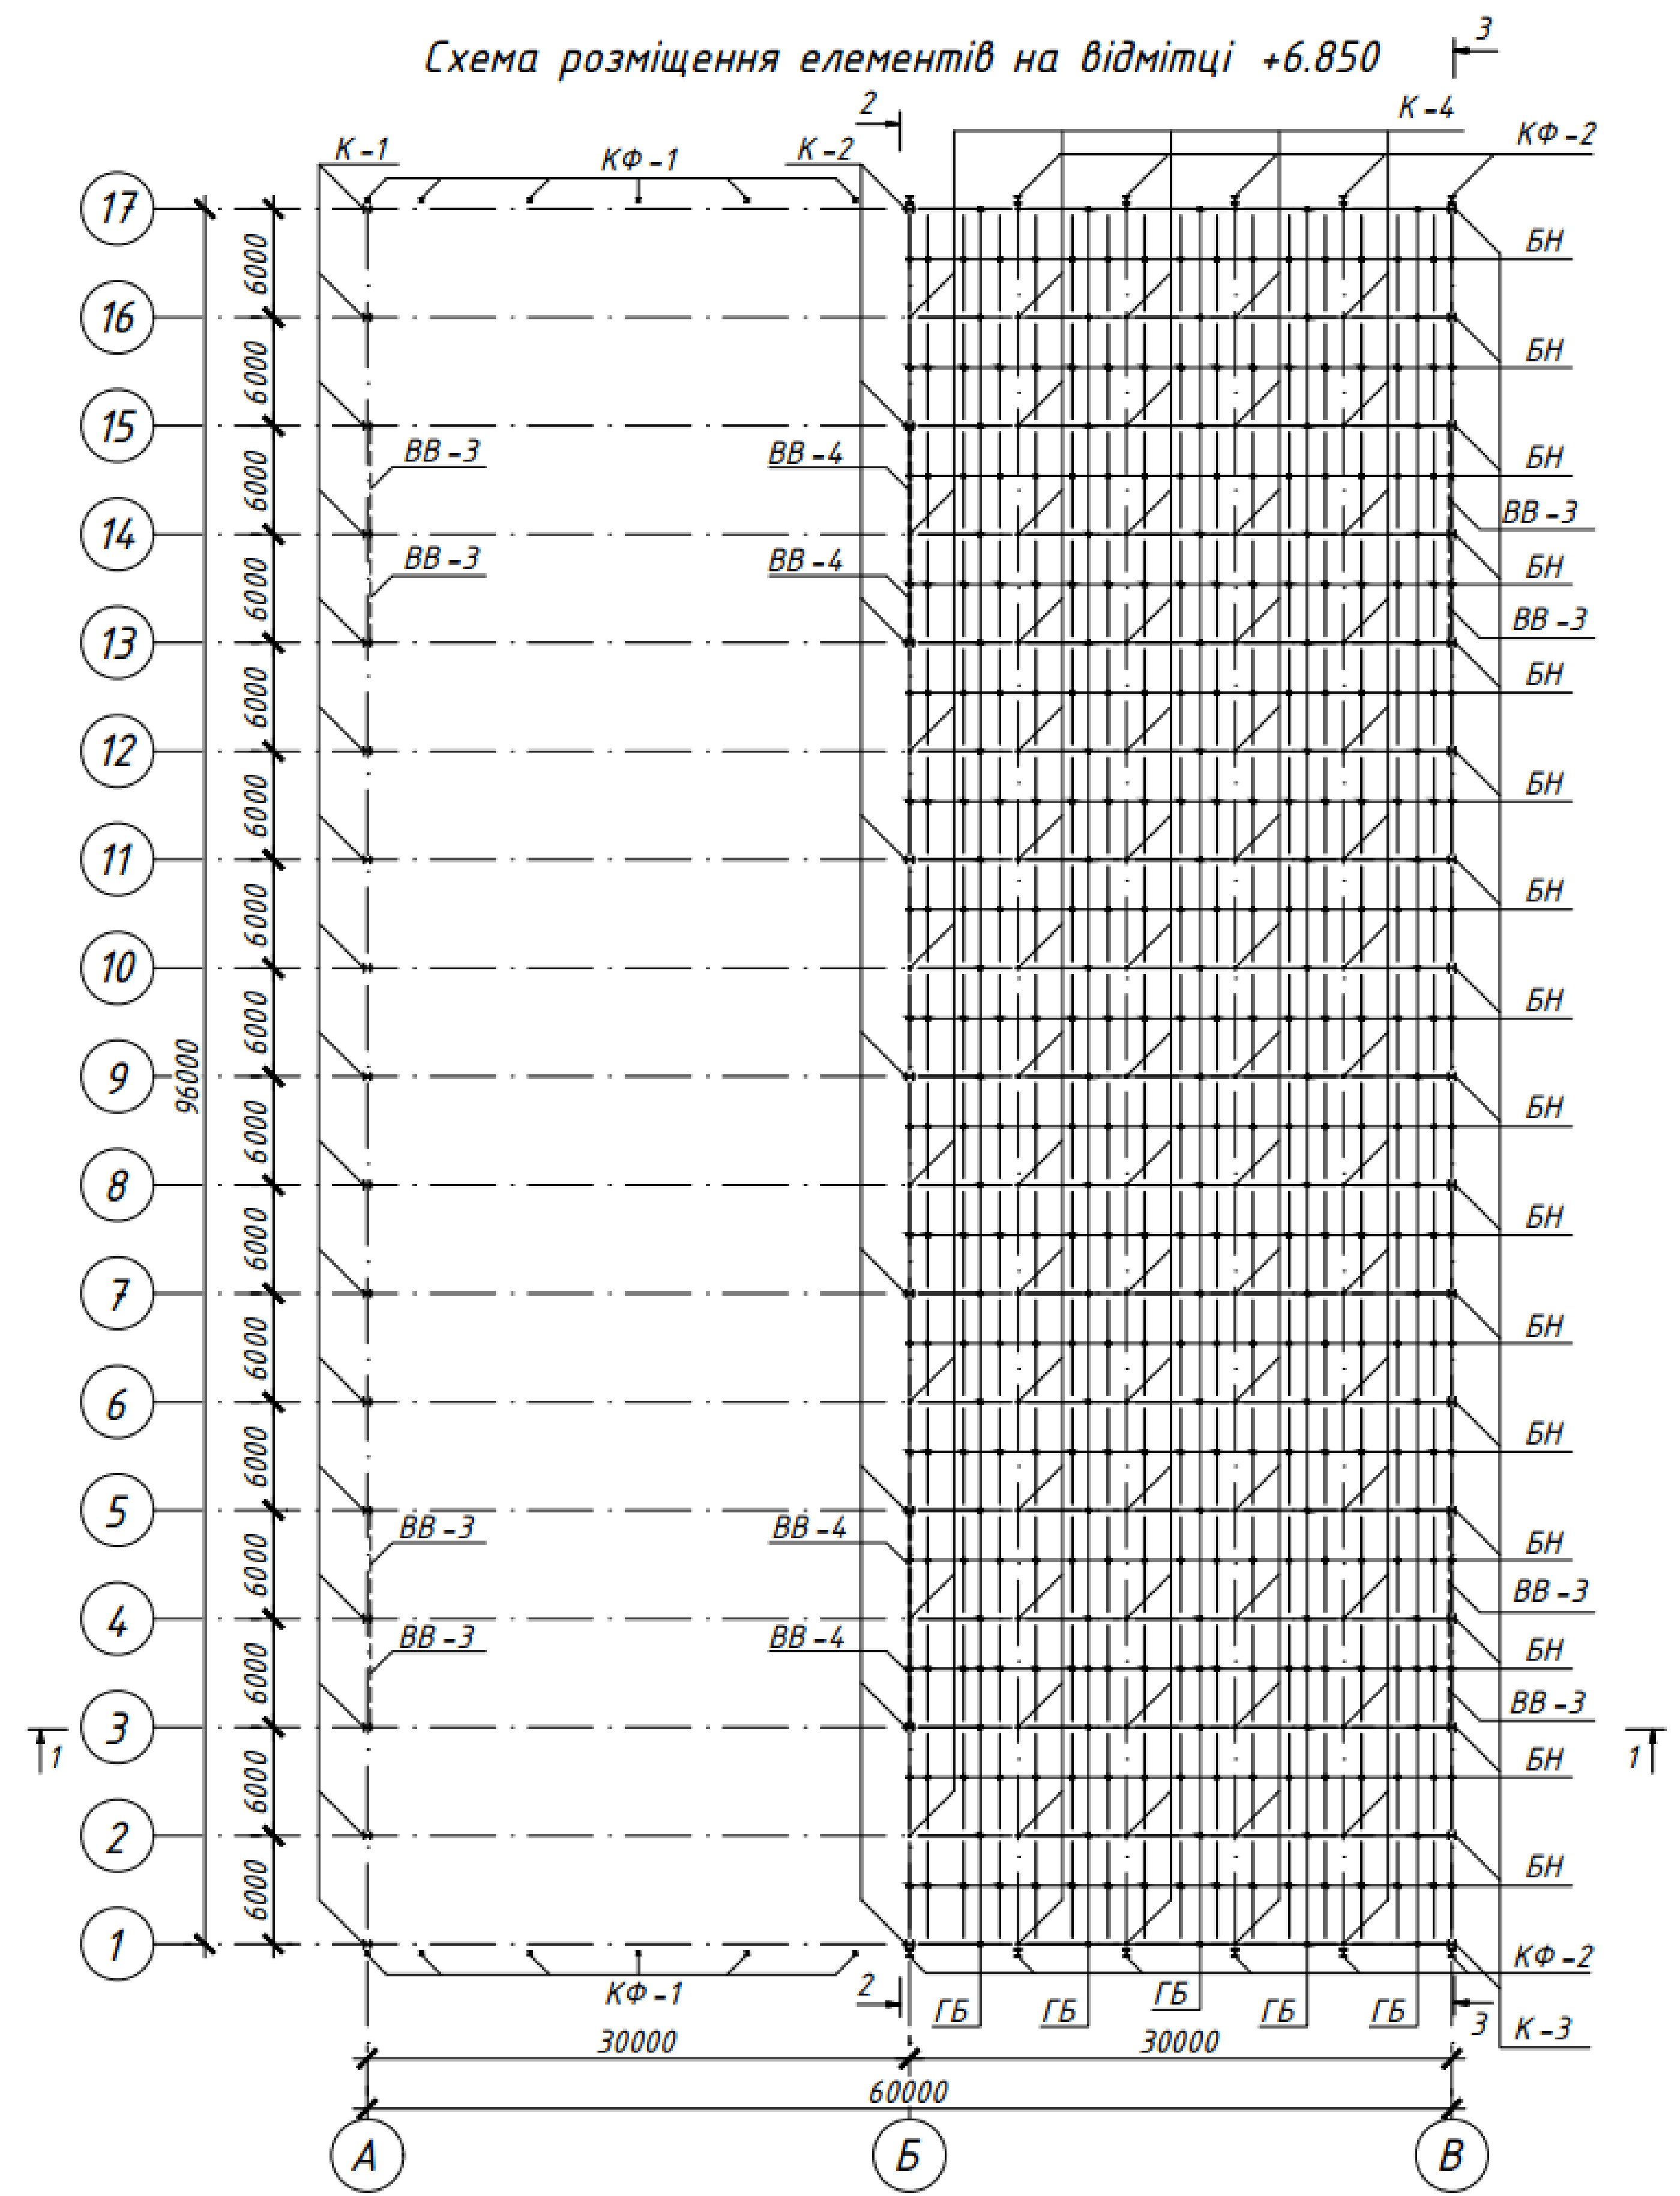 Схема розміщення елементів на відмітці +6.850
3
2
К-4
К-1
КФ-1
К-2
КФ-2
17
6000
БН
16
6000
БН
15
ВВ-3
ВВ-4
6000
БН
14
ВВ-3
ВВ-3
ВВ-4
6000
БН
13
ВВ-3
6000
БН
12
6000
БН
11
6000
БН
10
6000
БН
9
96000
6000
БН
8
6000
БН
7
6000
БН
6
6000
БН
5
ВВ-3
ВВ-4
6000
БН
4
ВВ-3
ВВ-3
ВВ-4
6000
БН
3
ВВ-3
1
1
6000
БН
2
6000
БН
1
КФ-1
2
КФ-2
ГБ
ГБ
ГБ
ГБ
ГБ
3
К-3
30000
30000
60000
А
Б
В